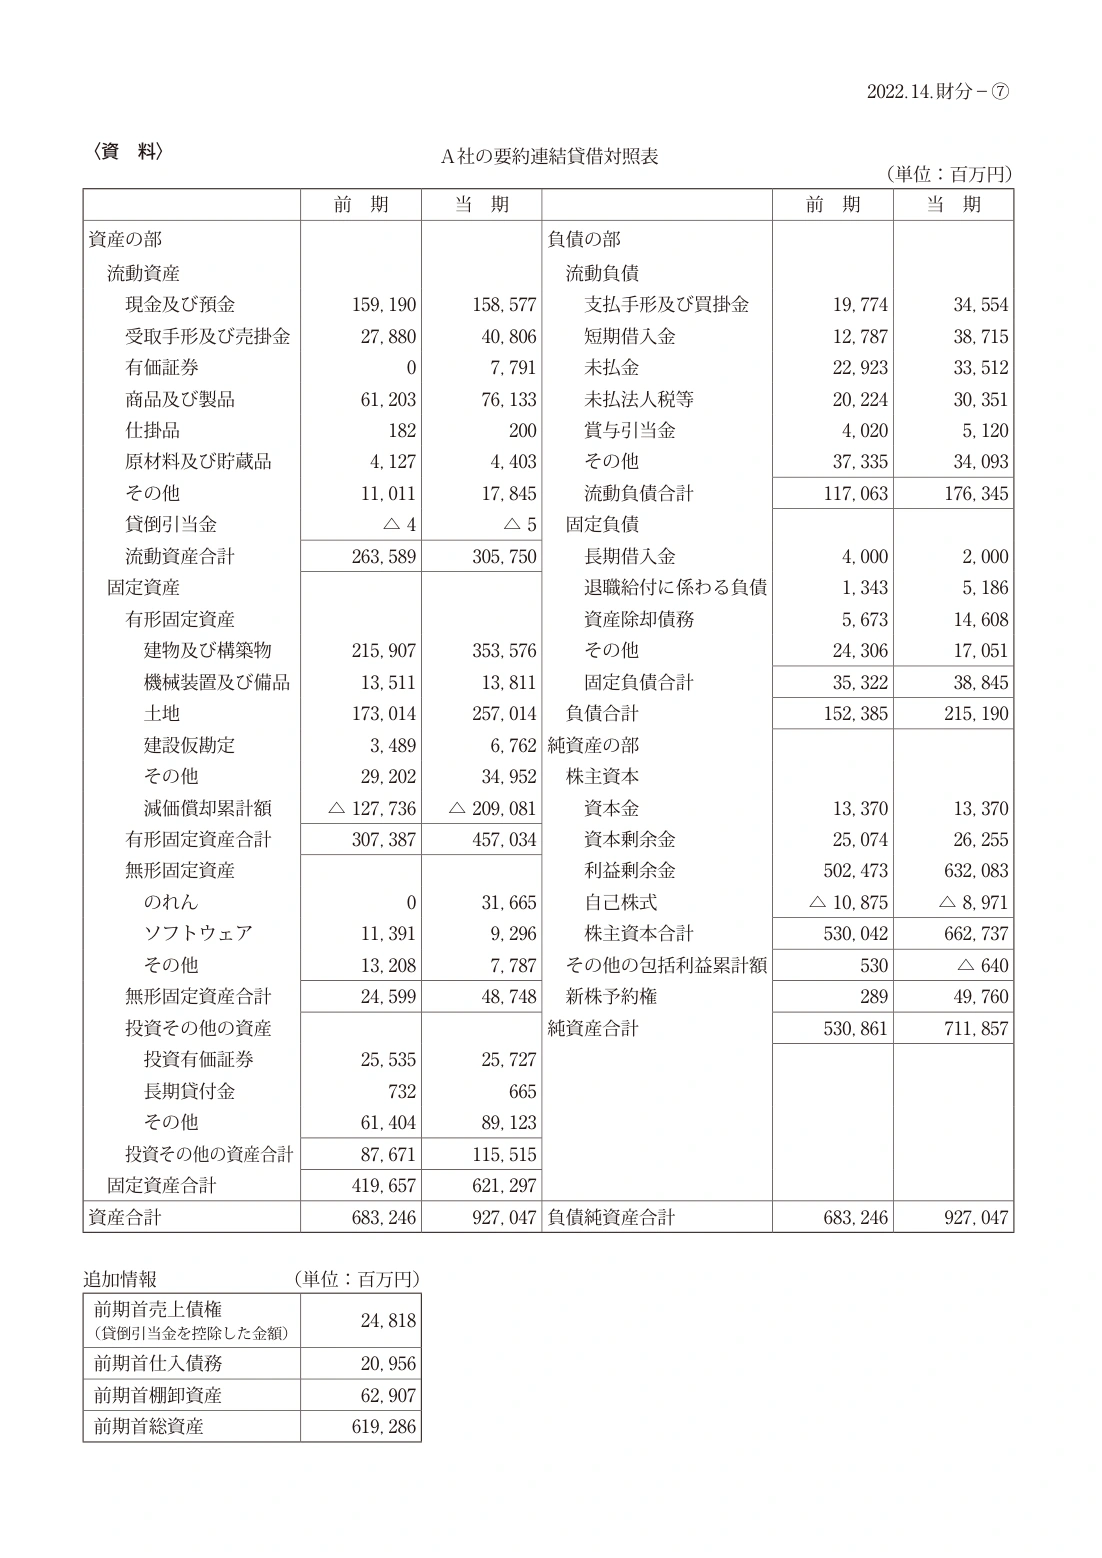 2022.14.財分−⑦
〈資　料〉
A社の要約連結貸借対照表
（単位：百万円）
前　期 当　期 前　期 当　期
資産の部 負債の部
流動資産 流動負債
現金及び預金 159,190 158,577 支払手形及び買掛金 19,774 34,554
受取手形及び売掛金 27,880 40,806 短期借入金 12,787 38,715
有価証券 0 7,791 未払金 22,923 33,512
商品及び製品 61,203 76,133 未払法人税等 20,224 30,351
仕掛品 182 200 賞与引当金 4,020 5,120
原材料及び貯蔵品 4,127 4,403 その他 37,335 34,093
その他 11,011 17,845 流動負債合計 117,063 176,345
貸倒引当金 △ 4 △ 5 固定負債
流動資産合計 263,589 305,750 長期借入金 4,000 2,000
固定資産 退職給付に係わる負債 1,343 5,186
有形固定資産 資産除却債務 5,673 14,608
建物及び構築物 215,907 353,576 その他 24,306 17,051
機械装置及び備品 13,511 13,811 固定負債合計 35,322 38,845
土地 173,014 257,014 負債合計 152,385 215,190
建設仮勘定 3,489 6,762 純資産の部
その他 29,202 34,952 株主資本
減価償却累計額 △ 127,736 △ 209,081 資本金 13,370 13,370
有形固定資産合計 307,387 457,034 資本剰余金 25,074 26,255
無形固定資産 利益剰余金 502,473 632,083
のれん 0 31,665 自己株式 △ 10,875 △ 8,971
ソフトウェア 11,391 9,296 株主資本合計 530,042 662,737
その他 13,208 7,787 その他の包括利益累計額 530 △ 640
無形固定資産合計 24,599 48,748 新株予約権 289 49,760
投資その他の資産 純資産合計 530,861 711,857
投資有価証券 25,535 25,727
長期貸付金 732 665
その他 61,404 89,123
投資その他の資産合計 87,671 115,515
固定資産合計 419,657 621,297
資産合計 683,246 927,047 負債純資産合計 683,246 927,047
追加情報 （単位：百万円）
前期首売上債権
（貸倒引当金を控除した金額） 24,818
前期首仕入債務 20,956
前期首棚卸資産 62,907
前期首総資産 619,286